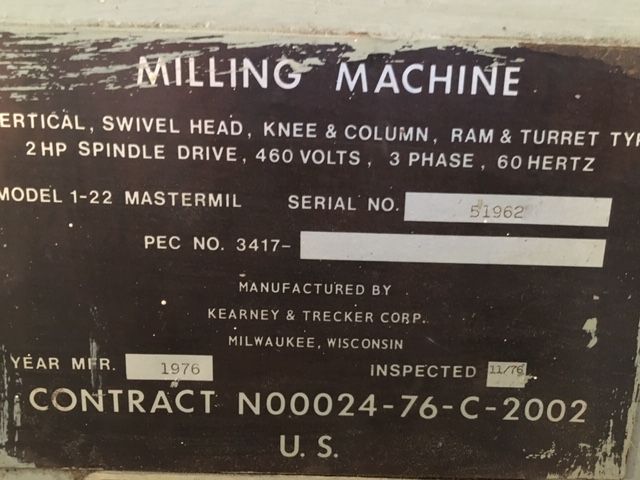 MILLING MACHINE
ERTICAL, SWIVEL HEAD, KNEE & COLUMN, RAM & TURRET TYP
2 HP SPINDLE DRIVE, 460 VOLTS, 3 PHASE, 60 HERTZ
MODEL 1-22 MASTERMIL SERIAL NO. 51962
PEC NO. 3417-
MANUFACTURED BY
KEARNEY & TRECKER CORP.
MILWAUKEE, WISCONSIN
YEAR MFR. 1976 INSPECTED 11/76
CONTRACT N00024-76-C-2002
U.S.